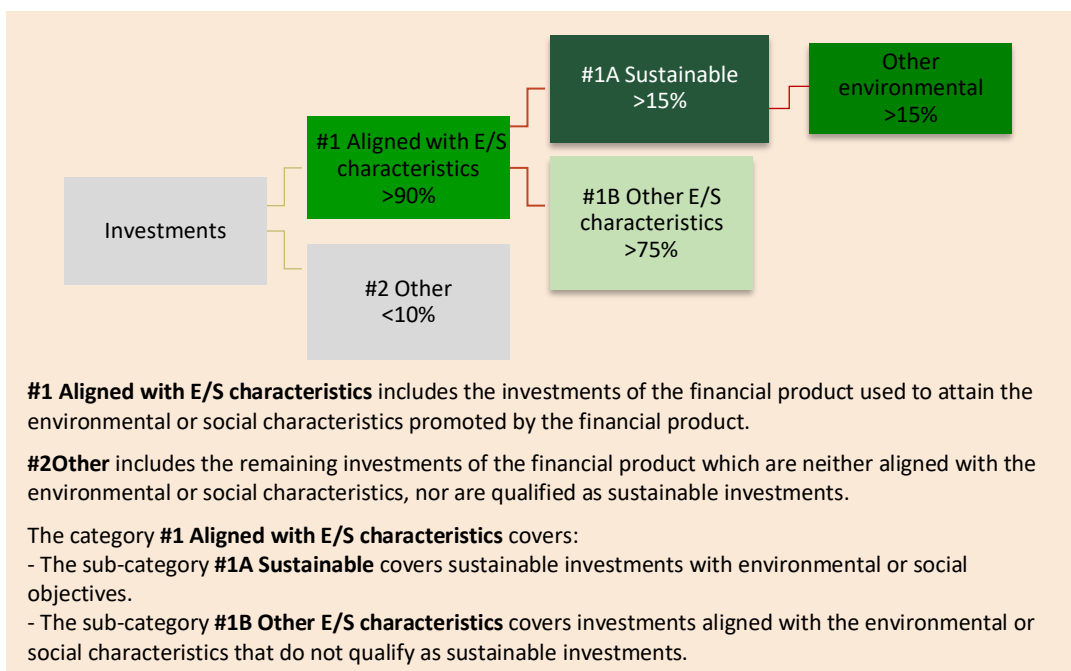 Investments
#1 Aligned with E/S
characteristics
>90%
#2 Other
<10%
#1A Sustainable
>15%
#1B Other E/S
characteristics
>75%
Other
environmental
>15%
#1 Aligned with E/S characteristics includes the investments of the financial product used to attain the
environmental or social characteristics promoted by the financial product.
#2Other includes the remaining investments of the financial product which are neither aligned with the
environmental or social characteristics, nor are qualified as sustainable investments.
The category #1 Aligned with E/S characteristics covers:
- The sub-category #1A Sustainable covers sustainable investments with environmental or social
objectives.
- The sub-category #1B Other E/S characteristics covers investments aligned with the environmental or
social characteristics that do not qualify as sustainable investments.